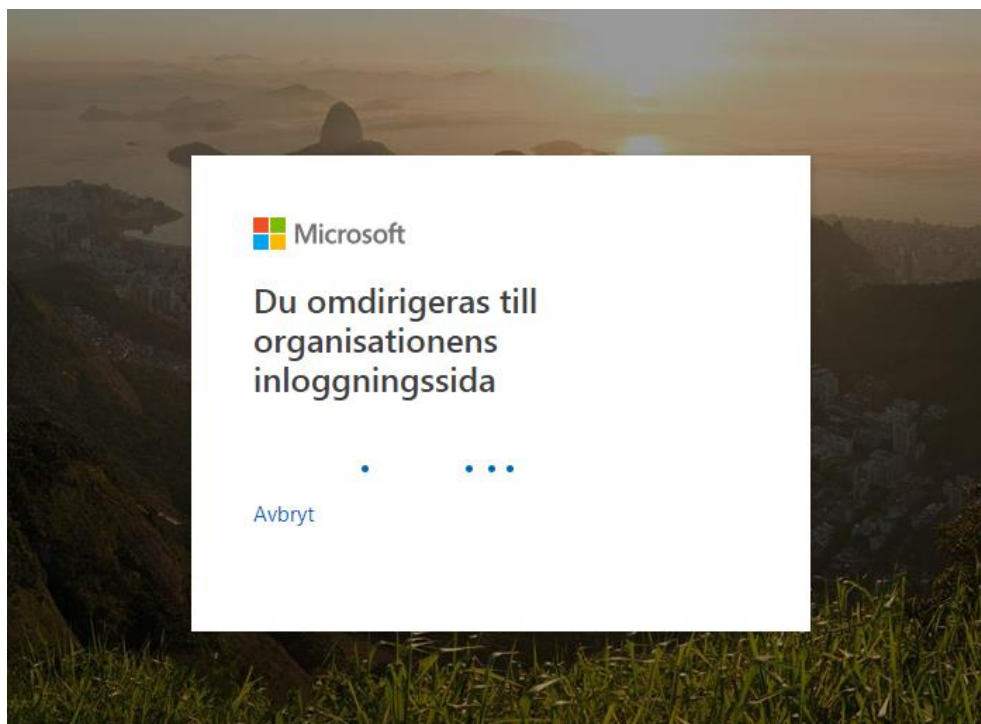 Microsoft
Du omdirigeras till
organisationens
inloggningssida
Avbryt